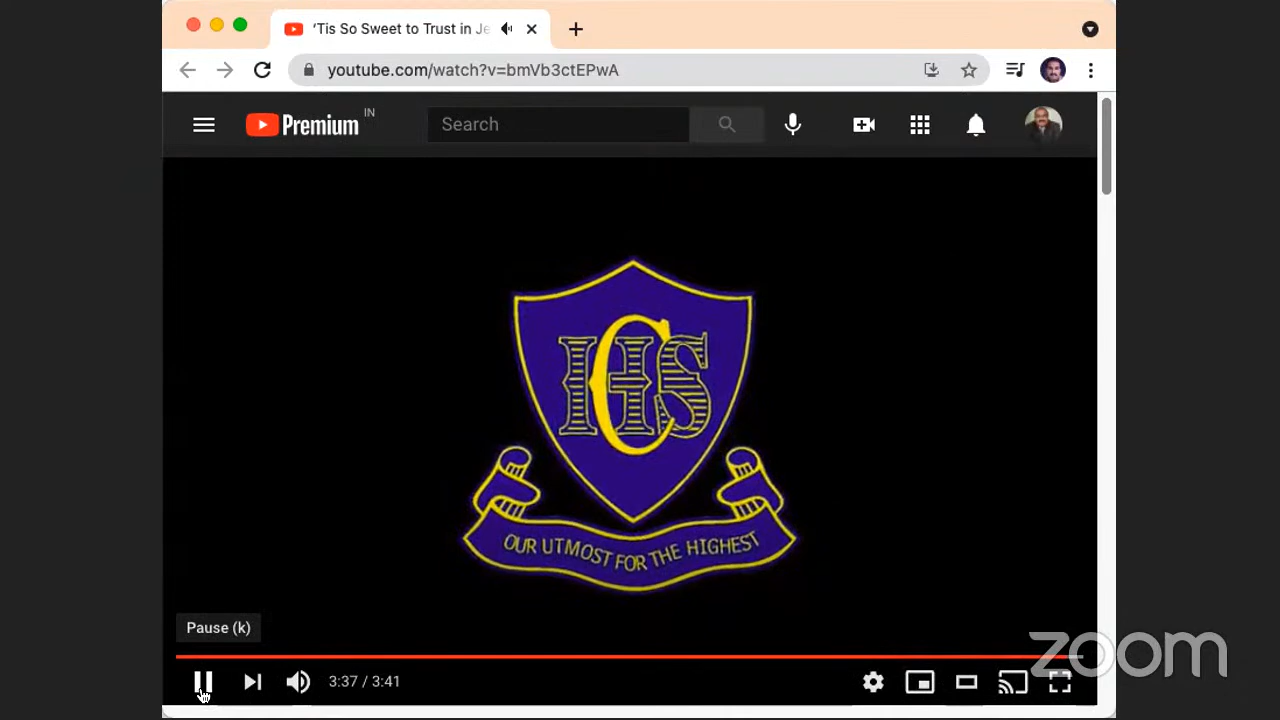 ‘Tis So Sweet to Trust in Je
youtube.com/watch?v=bmVb3ctEPwA
Premium IN
Search
HCS
OUR UTMOST FOR THE HIGHEST
Pause (k)
3:37 / 3:41
zoom